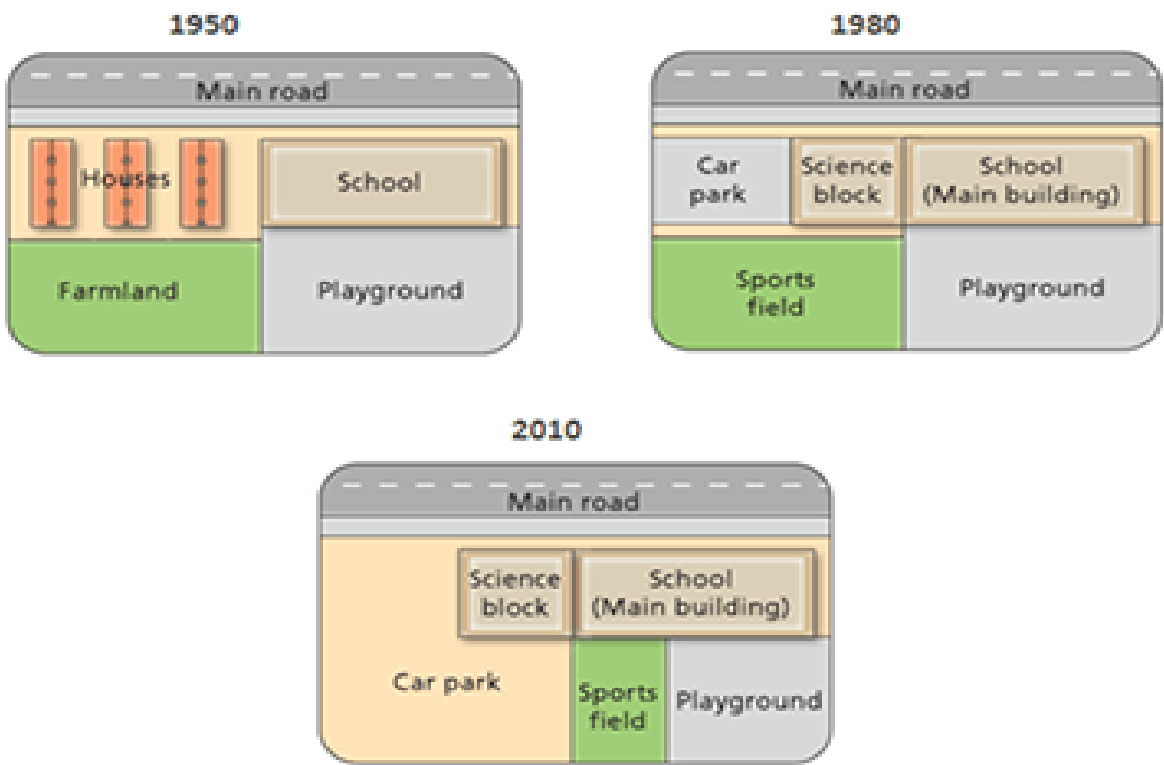 1950
Main road
Houses
School
Farmland
Playground
1980
Main road
Car
park
Science
block
School
(Main building)
Sports
field
Playground
2010
Main road
Science
block
School
(Main building)
Car park
Sports
field
Playground